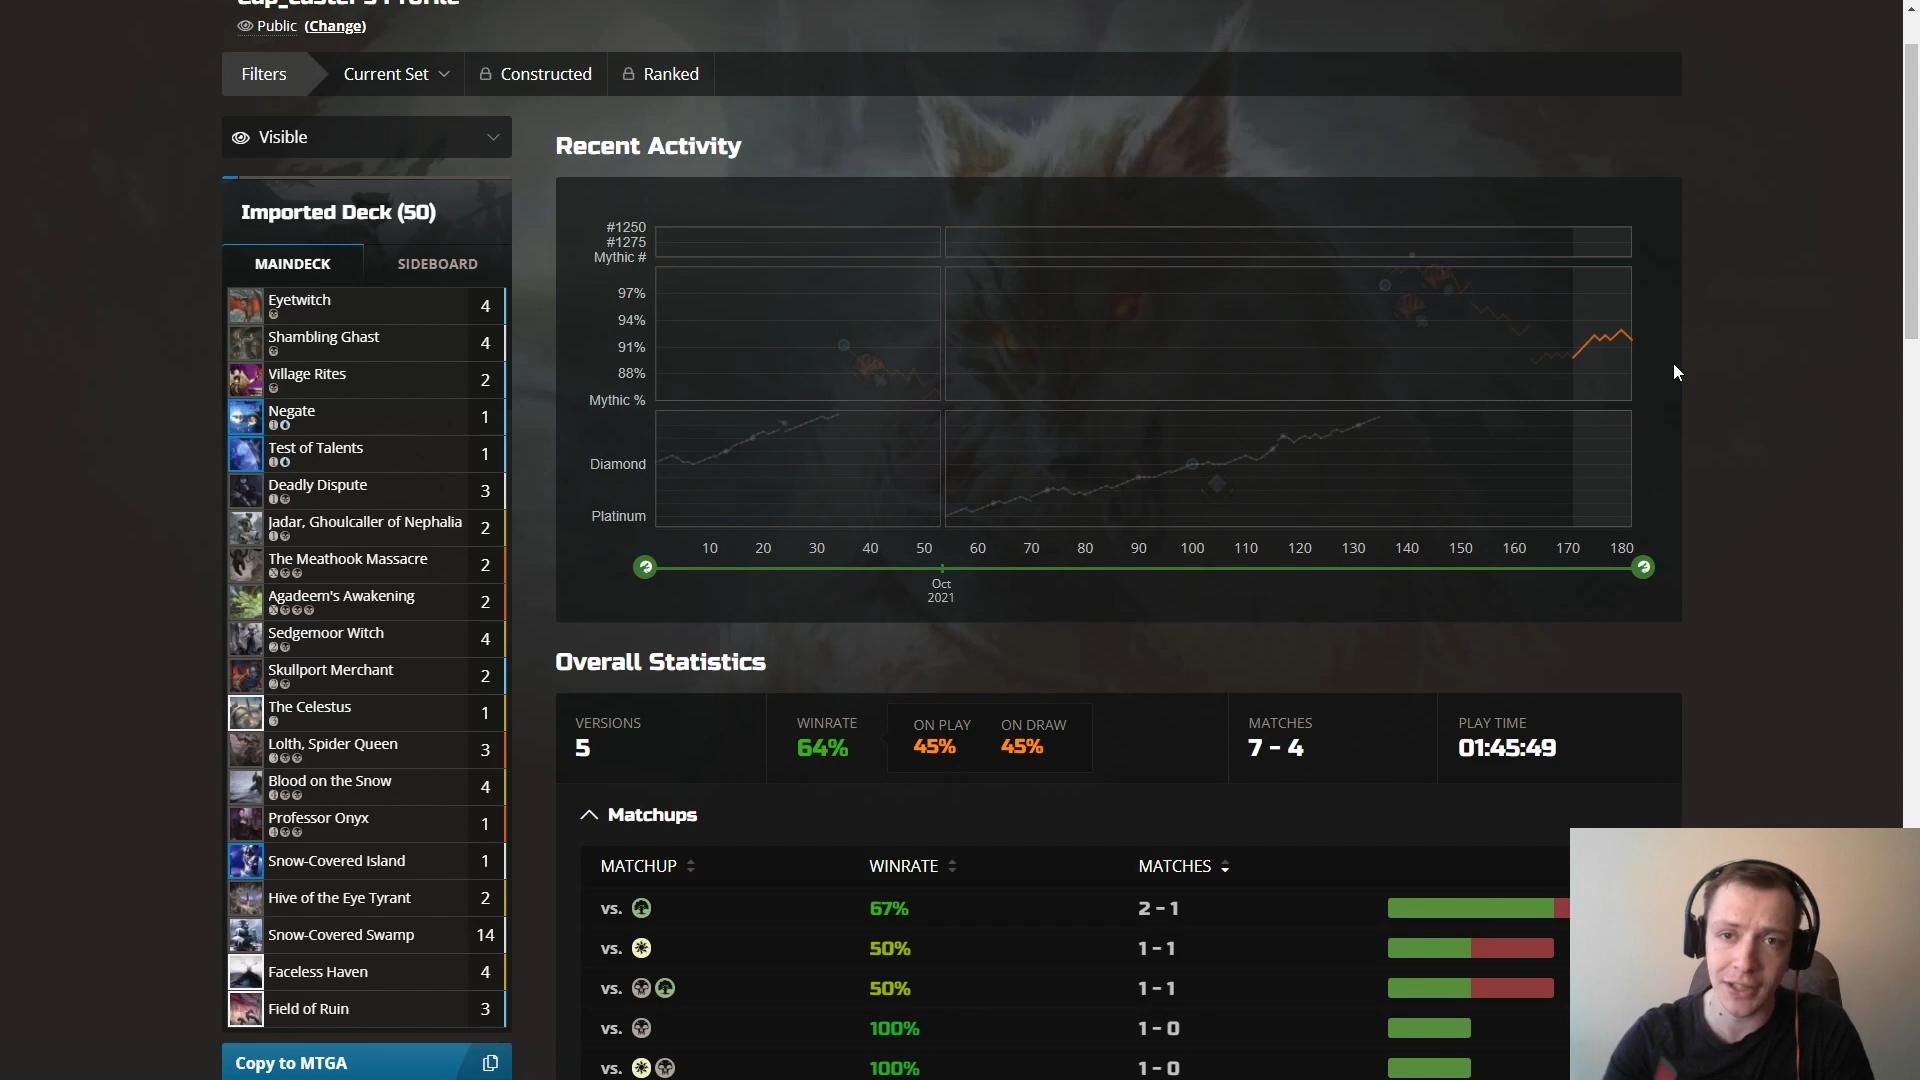 Cap_caster's Profile
Public (Change)
Filters Current Set Constructed Ranked
Visible
Imported Deck (50)
MAINDECK SIDEBOARD
Eyetwitch 4
Shambling Ghast 4
Village Rites 2
Negate 1
Test of Talents 1
Deadly Dispute 3
Jadar, Ghoulcaller of Nephalia 2
The Meathook Massacre 2
Agadeem's Awakening 2
Sedgemoor Witch 4
Skullport Merchant 2
The Celestus 1
Lolth, Spider Queen 3
Blood on the Snow 4
Professor Onyx 1
Snow-Covered Island 1
Hive of the Eye Tyrant 2
Snow-Covered Swamp 14
Faceless Haven 4
Field of Ruin 3
Copy to MTGA
Recent Activity
#1250
#1275
Mythic #
97%
94%
91%
88%
Mythic %
Diamond
Platinum
10 20 30 40 50 60 70 80 90 100 110 120 130 140 150 160 170 180
Oct
2021
Overall Statistics
VERSIONS WINRATE ON PLAY ON DRAW MATCHES PLAY TIME
5 64% 45% 45% 7 - 4 01:45:49
Matchups
MATCHUP WINRATE MATCHES
vs. 67% 2 - 1
vs. 50% 1 - 1
vs. 50% 1 - 1
vs. 100% 1 - 0
vs. 100% 1 - 0